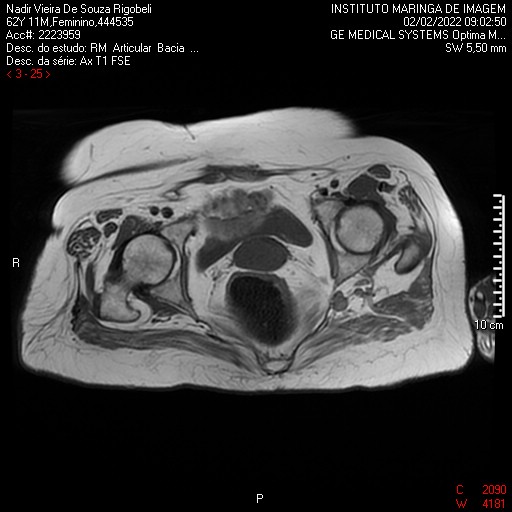 Nadir Vieira De Souza Rigobeli
62Y 11M,Feminino,444535
Acc#: 2223959
Desc. do estudo: RM Articular Bacia ...
Desc. da série: Ax T1 FSE
< 3 - 25 >
INSTITUTO MARINGA DE IMAGEM
02/02/2022 09:02:50
GE MEDICAL SYSTEMS Optima M...
SW 5,50 mm
R
10 cm
P
C 2090
W 4181